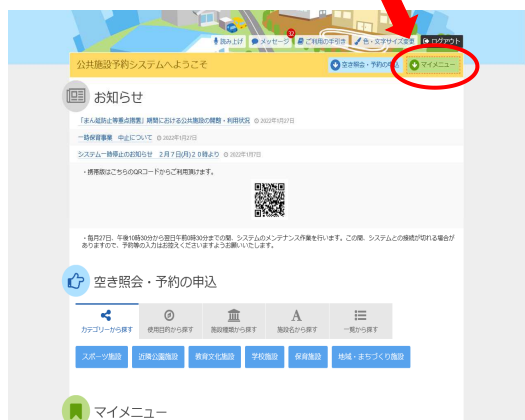 読み上げ メッセージ 32 ご利用の手引き 色・文字サイズ変更 ログアウト
公共施設予約システムへようこそ 空き照会・予約の申込 マイメニュー
お知らせ
「まん延防止等重点措置」期間における公共施設の開館・利用状況 2022年1月27日
一時保育事業 中止について 2022年1月27日
システム一時停止のお知らせ 2月7日(月)20時より 2022年1月7日
・携帯版はこちらのQRコードからご利用頂けます。
・毎月27日、午後10時30分から翌日午前0時30分までの間、システムのメンテナンス作業を行います。この間、システムとの接続が切れる場合が
ありますので、予約等の入力はお控えくださいますようお願いいたします。
空き照会・予約の申込
カテゴリーから探す 使用目的から探す 施設種類から探す 施設名から探す 一覧から探す
スポーツ施設 近隣公園施設 教育文化施設 学校施設 保育施設 地域・まちづくり施設
マイメニュー